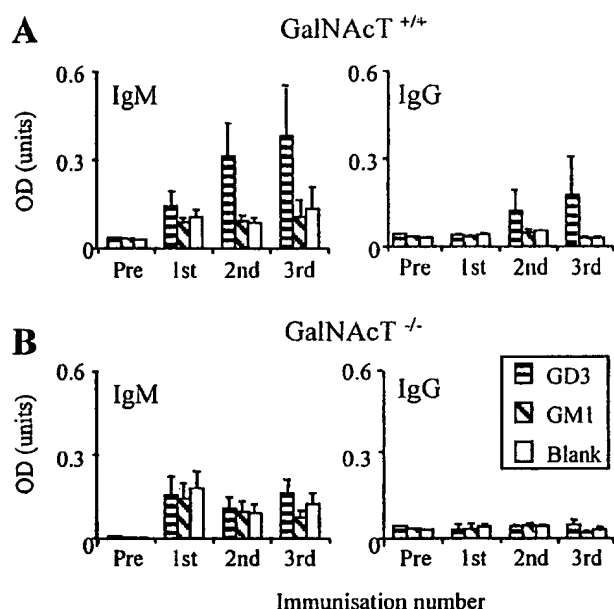 A
GalNAcT +/+
OD (units)
0.6
0.3
0
IgM
Pre 1st 2nd 3rd
0.6
0.3
0
IgG
Pre 1st 2nd 3rd
B
GalNAcT -/-
OD (units)
0.6
0.3
0
IgM
Pre 1st 2nd 3rd
0.6
0.3
0
IgG
GD3
GM1
Blank
Pre 1st 2nd 3rd
Immunisation number